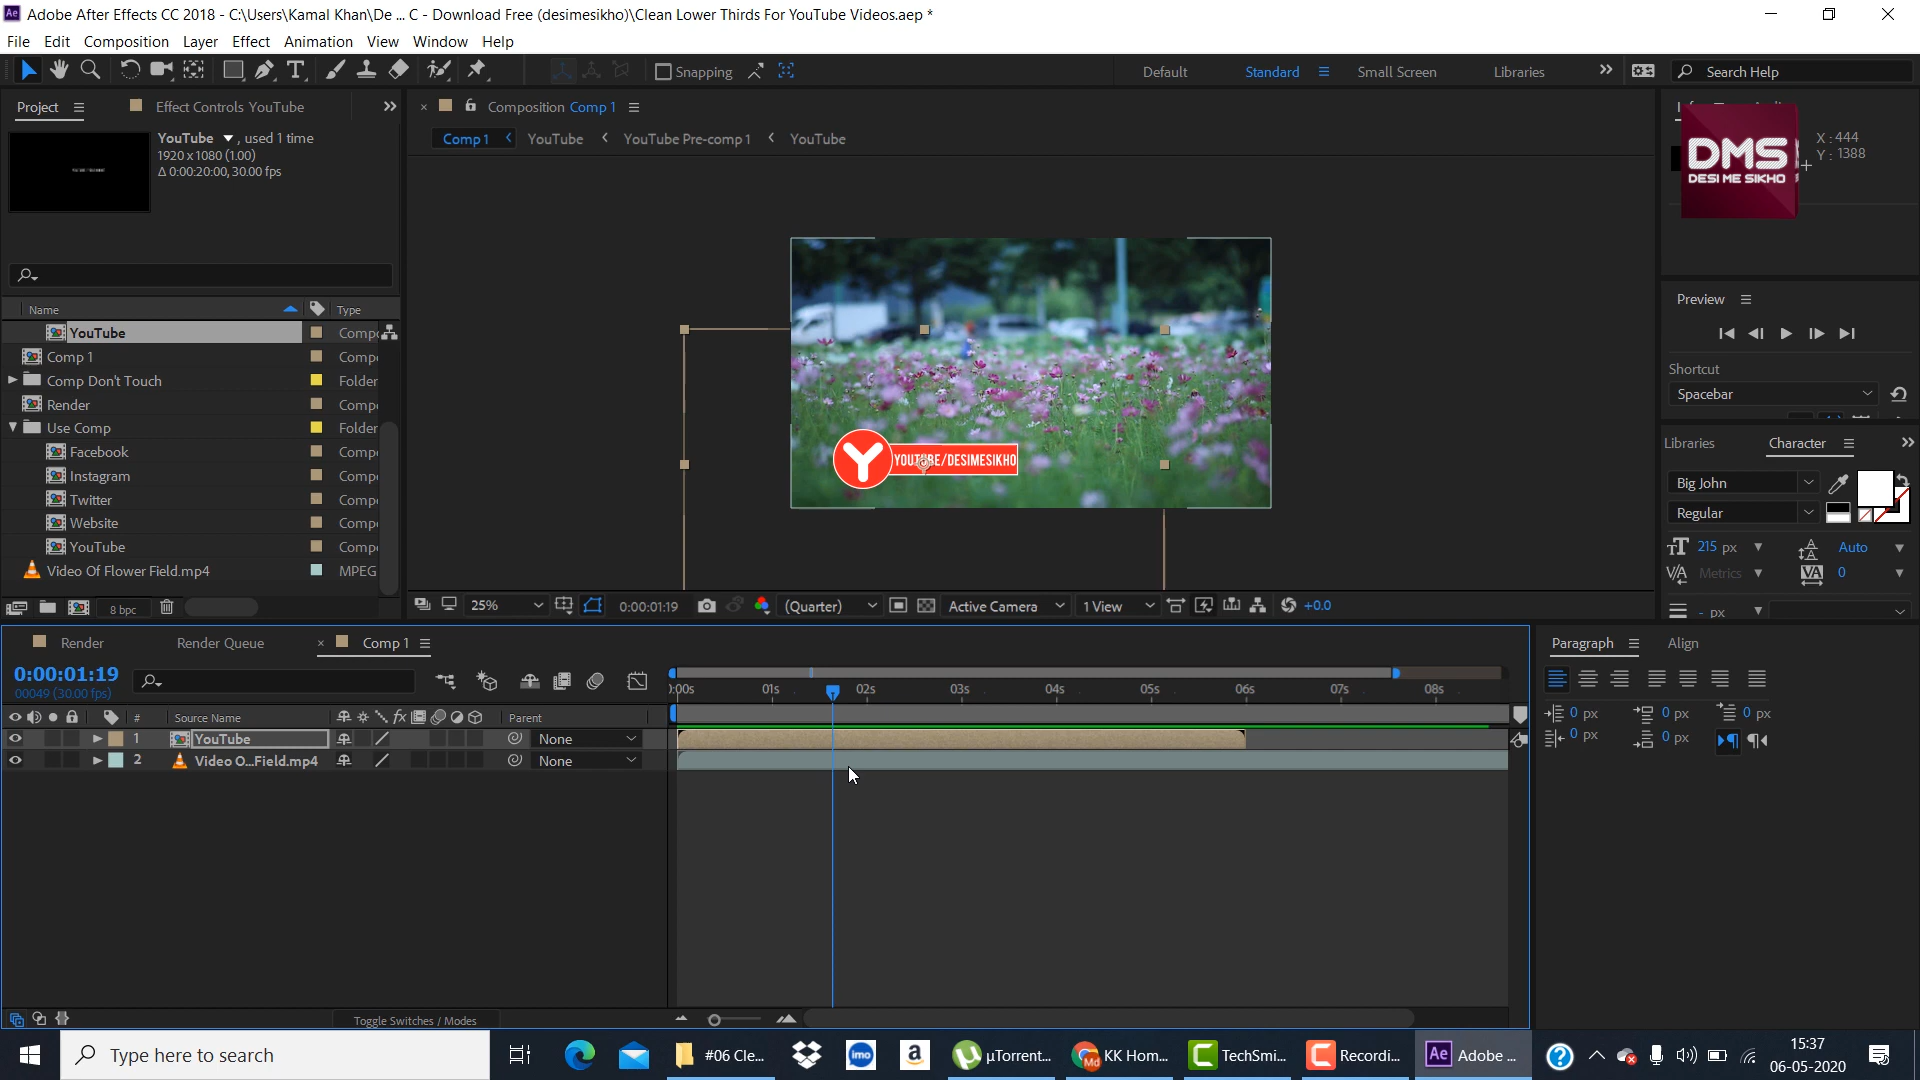 Adobe After Effects CC 2018 - C:\Users\Kamal Khan\De ... C - Download Free (desimesikho)\Clean Lower Thirds For YouTube Videos.aep *
File Edit Composition Layer Effect Animation View Window Help
Snapping Default Standard Small Screen Libraries Search Help
Project Effect Controls YouTube
Composition Comp 1
Comp 1 YouTube YouTube Pre-comp 1 YouTube
YouTube , used 1 time
1920 x 1080 (1.00)
Δ 0:00:20:00, 30.00 fps
DMS
DESI ME SIKHO
X : 444
Y : 1388
Name Type
YouTube Comp
Comp 1 Comp
Comp Don't Touch Folder
Render Comp
Use Comp Folder
Facebook Comp
Instagram Comp
Twitter Comp
Website Comp
YouTube Comp
Video Of Flower Field.mp4 MPEG
8 bpc
Y YOUTUBE/DESIMESIKHO
25% 0:00:01:19 (Quarter) Active Camera 1 View +0.0
Preview
Shortcut
Spacebar
Libraries Character
Big John
Regular
215 px Auto
Metrics 0
- px
Render Render Queue Comp 1
0:00:01:19
00049 (30.00 fps)
):00s 01s 02s 03s 04s 05s 06s 07s 08s
# Source Name Parent
1 YouTube None
2 Video O...Field.mp4 None
Toggle Switches / Modes
Paragraph Align
0 px 0 px 0 px
0 px 0 px
Type here to search
#06 Cle...
imo
a
µTorrent...
KK Hom...
TechSmi...
Recordi...
Ae Adobe ...
15:37
06-05-2020